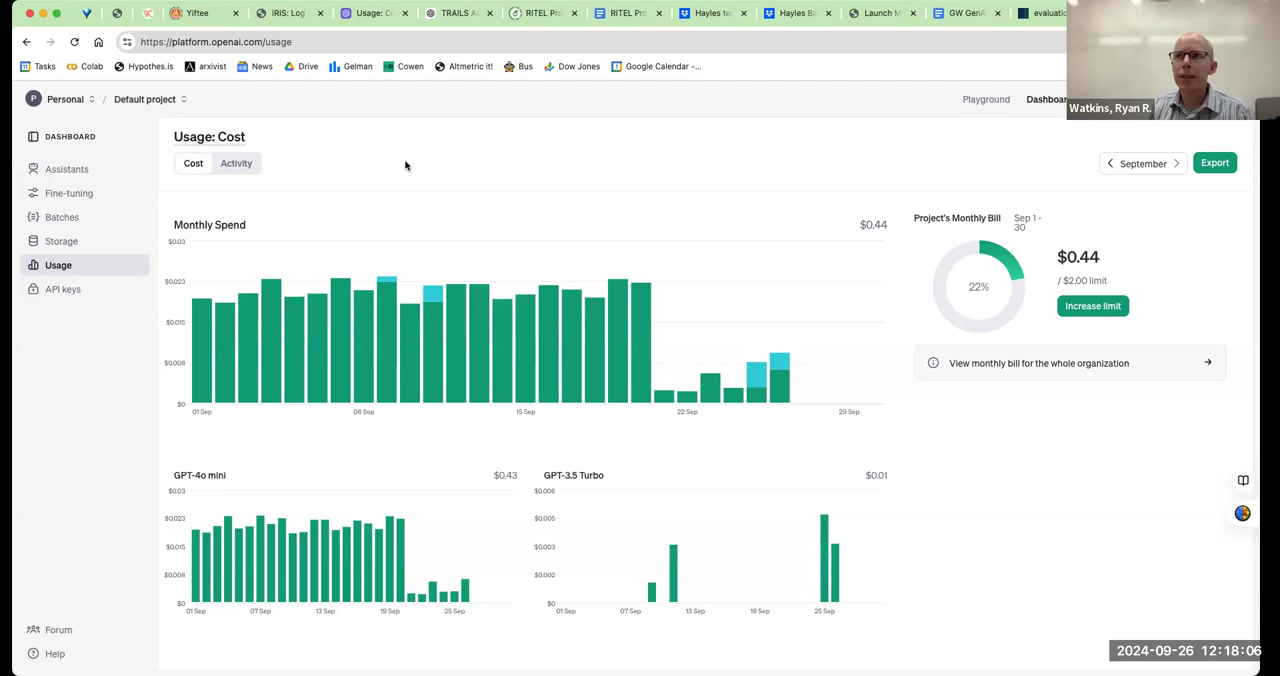 Yiftee
iRIS: Log
Usage: C
TRAILS A
RITEL Pro
RITEL Pro
Hayles te
Hayles Ba
Launch M
GW GenA
evaluatio
https://platform.openai.com/usage
Tasks
Colab
Hypothes.is
arxivist
News
Drive
Gelman
Cowen
Altmetric it!
Bus
Dow Jones
Google Calendar -...
Watkins, Ryan R.
P
Personal
/
Default project
Playground
Dashboar
DASHBOARD
Assistants
Fine-tuning
Batches
Storage
Usage
API keys
Forum
Help
Usage: Cost
Cost
Activity
September
Export
Monthly Spend
$0.44
$0.03
$0.023
$0.015
$0.008
$0
01 Sep
08 Sep
15 Sep
22 Sep
29 Sep
Project's Monthly Bill
Sep 1 -
30
22%
$0.44
/ $2.00 limit
Increase limit
View monthly bill for the whole organization
GPT-4o mini
$0.43
$0.03
$0.023
$0.015
$0.008
$0
01 Sep
07 Sep
13 Sep
19 Sep
25 Sep
GPT-3.5 Turbo
$0.01
$0.006
$0.005
$0.003
$0.002
$0
01 Sep
07 Sep
13 Sep
19 Sep
25 Sep
2024-09-26 12:18:06